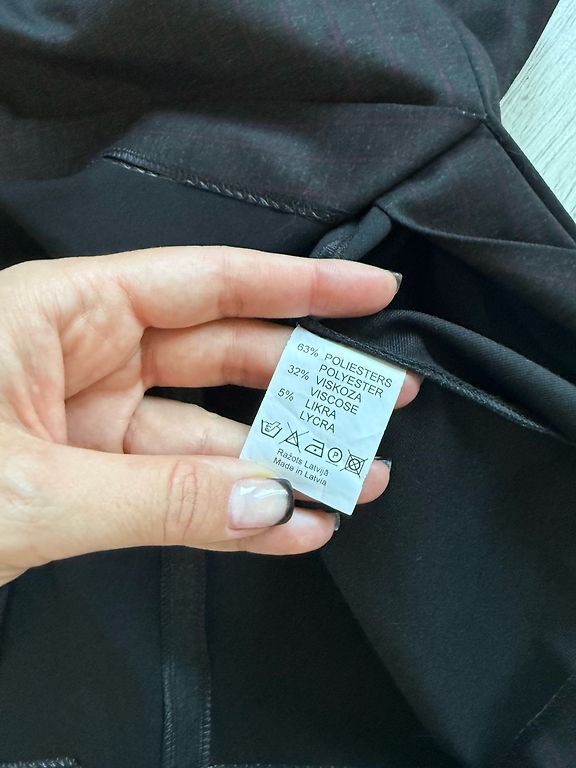 63% POLIESTERS
POLYESTER
32% VISKOZA
VISCOSE
5% LIKRA
LYCRA
P
Ražots Latvijā
Made in Latvia